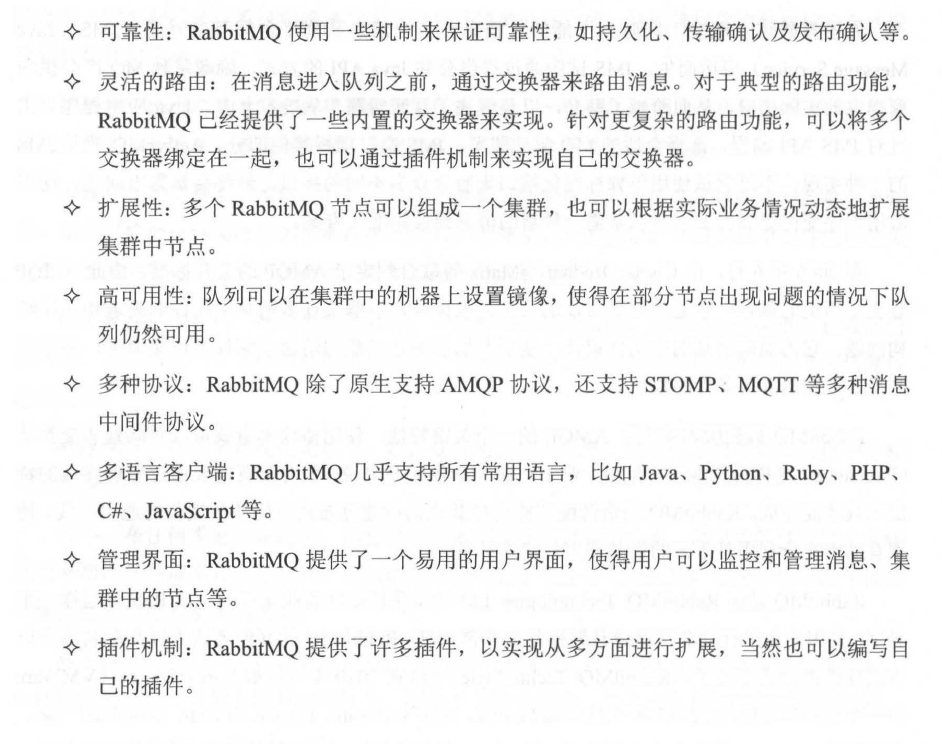 ✧ 可靠性：RabbitMQ 使用一些机制来保证可靠性，如持久化、传输确认及发布确认等。
✧ 灵活的路由：在消息进入队列之前，通过交换器来路由消息。对于典型的路由功能，
RabbitMQ 已经提供了一些内置的交换器来实现。针对更复杂的路由功能，可以将多个
交换器绑定在一起，也可以通过插件机制来实现自己的交换器。
✧ 扩展性：多个 RabbitMQ 节点可以组成一个集群，也可以根据实际业务情况动态地扩展
集群中节点。
✧ 高可用性：队列可以在集群中的机器上设置镜像，使得在部分节点出现问题的情况下队
列仍然可用。
✧ 多种协议：RabbitMQ 除了原生支持 AMQP 协议，还支持 STOMP、MQTT 等多种消息
中间件协议。
✧ 多语言客户端：RabbitMQ 几乎支持所有常用语言，比如 Java、Python、Ruby、PHP、
C#、JavaScript 等。
✧ 管理界面：RabbitMQ 提供了一个易用的用户界面，使得用户可以监控和管理消息、集
群中的节点等。
✧ 插件机制：RabbitMQ 提供了许多插件，以实现从多方面进行扩展，当然也可以编写自
己的插件。